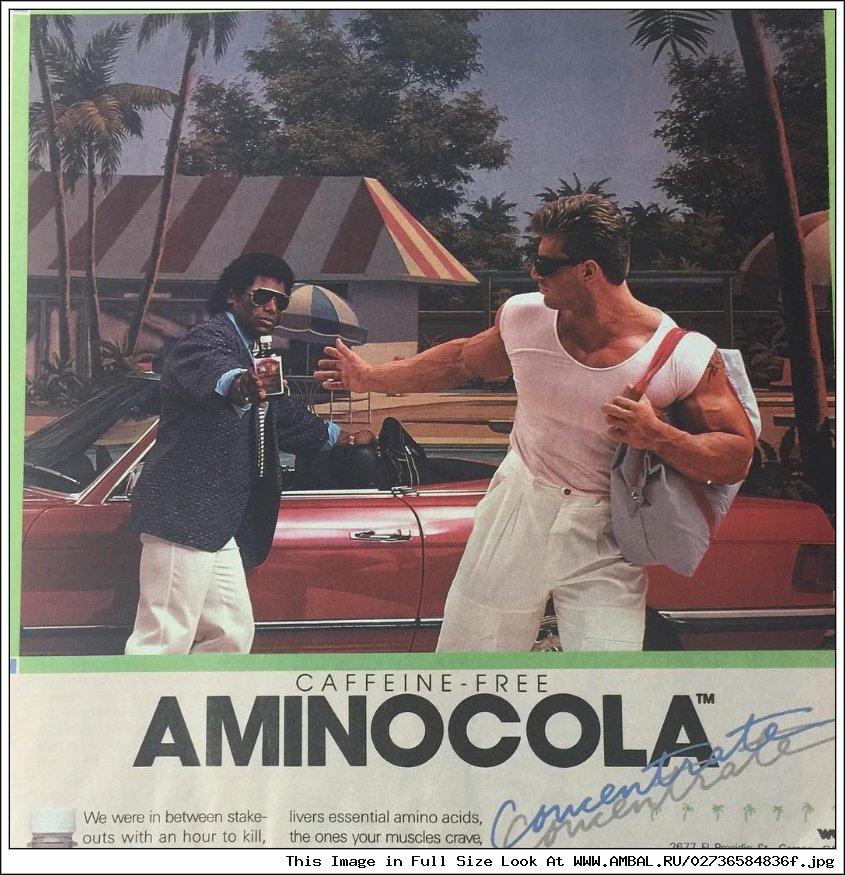 CAFFEINE-FREE
AMINOCOLA™
Concentrate
We were in between stake-
outs with an hour to kill,
livers essential amino acids,
the ones your muscles crave,
This Image in Full Size Look At WWW.AMBAL.RU/02736584836f.jpg